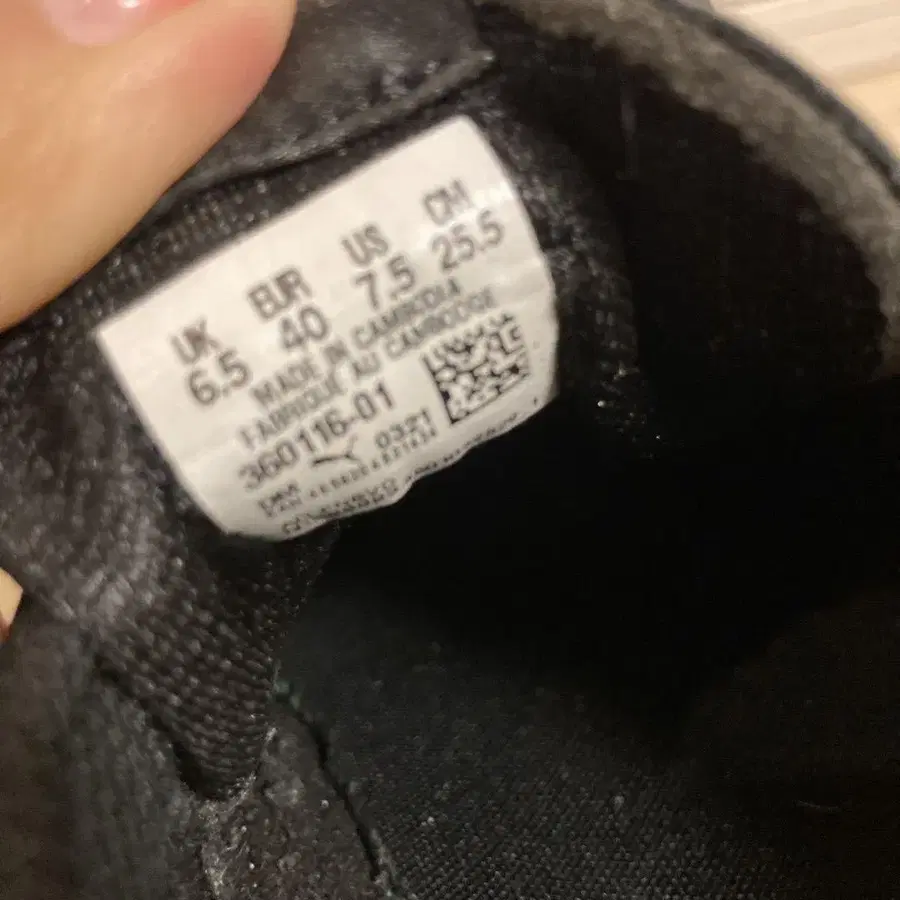 UK EUR US CM
6.5 40 7.5 25.5
MADE IN CAMBODIA
FABRIQUE AU CAMBODGE
360116-01
0321